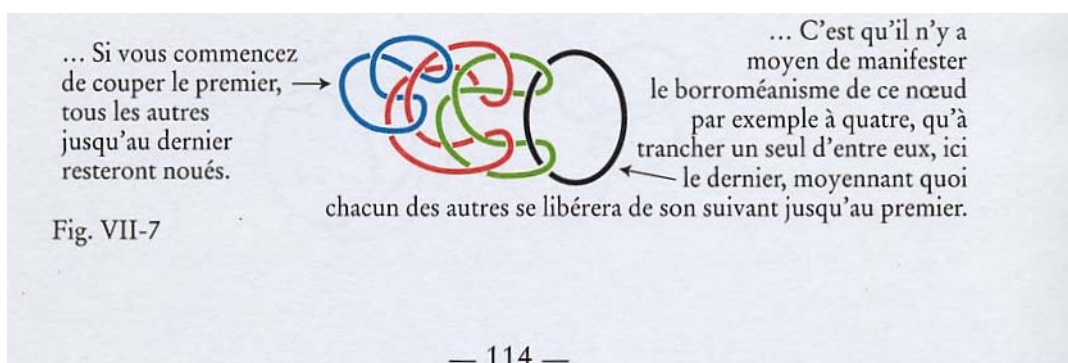 … Si vous commencez
de couper le premier,
tous les autres
jusqu'au dernier
resteront noués.
Fig. VII-7
… C'est qu'il n'y a
moyen de manifester
le borroméanisme de ce nœud
par exemple à quatre, qu'à
trancher un seul d'entre eux, ici
le dernier, moyennant quoi
chacun des autres se libérera de son suivant jusqu'au premier.
— 114 —